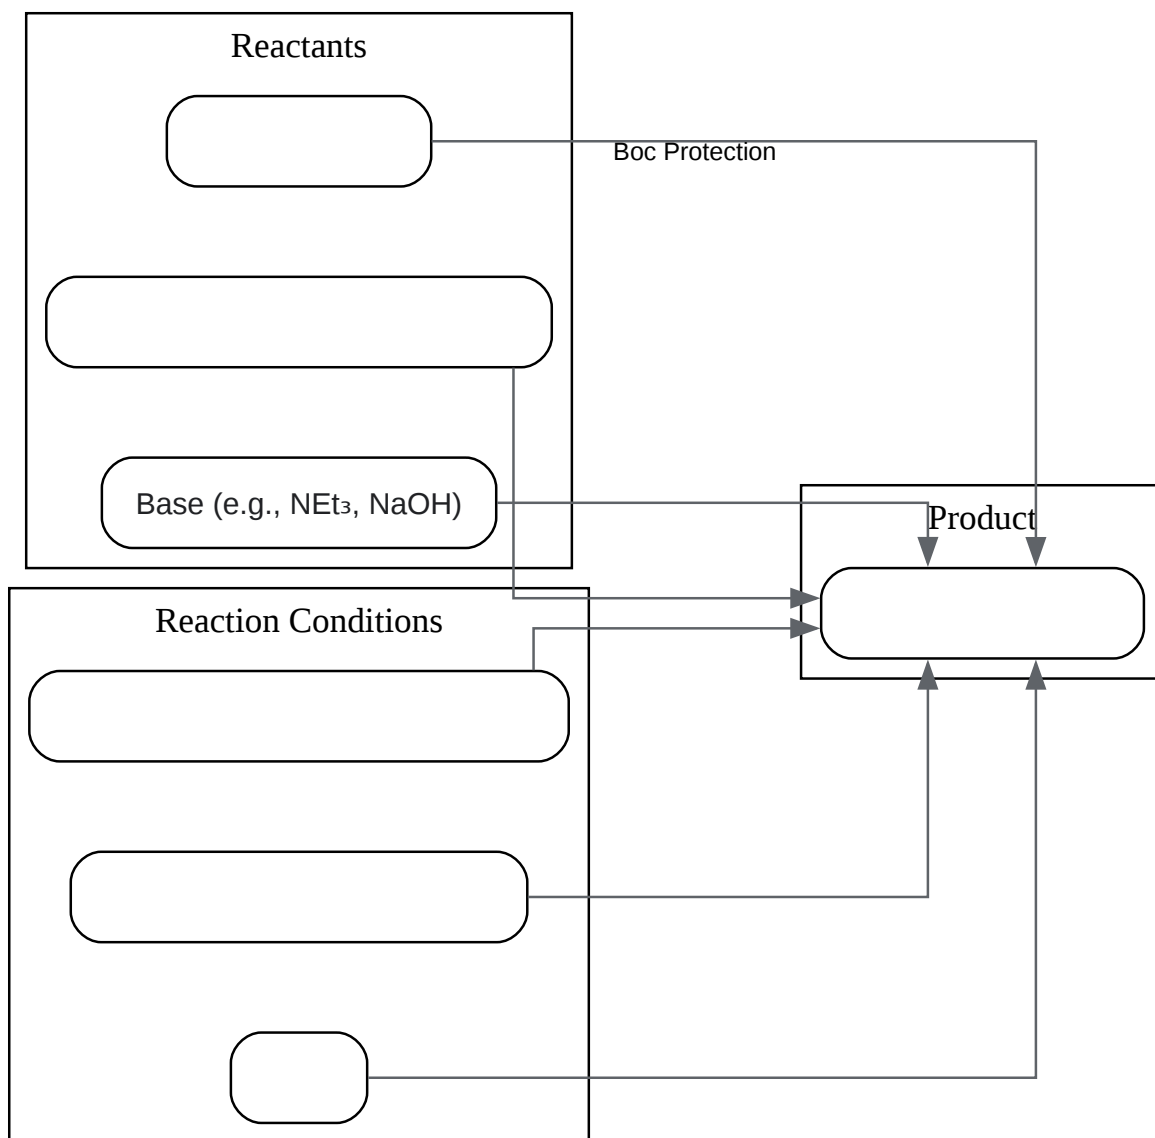 Reactants
Boc Protection
Base (e.g., NEt₃, NaOH)
Product
Reaction Conditions